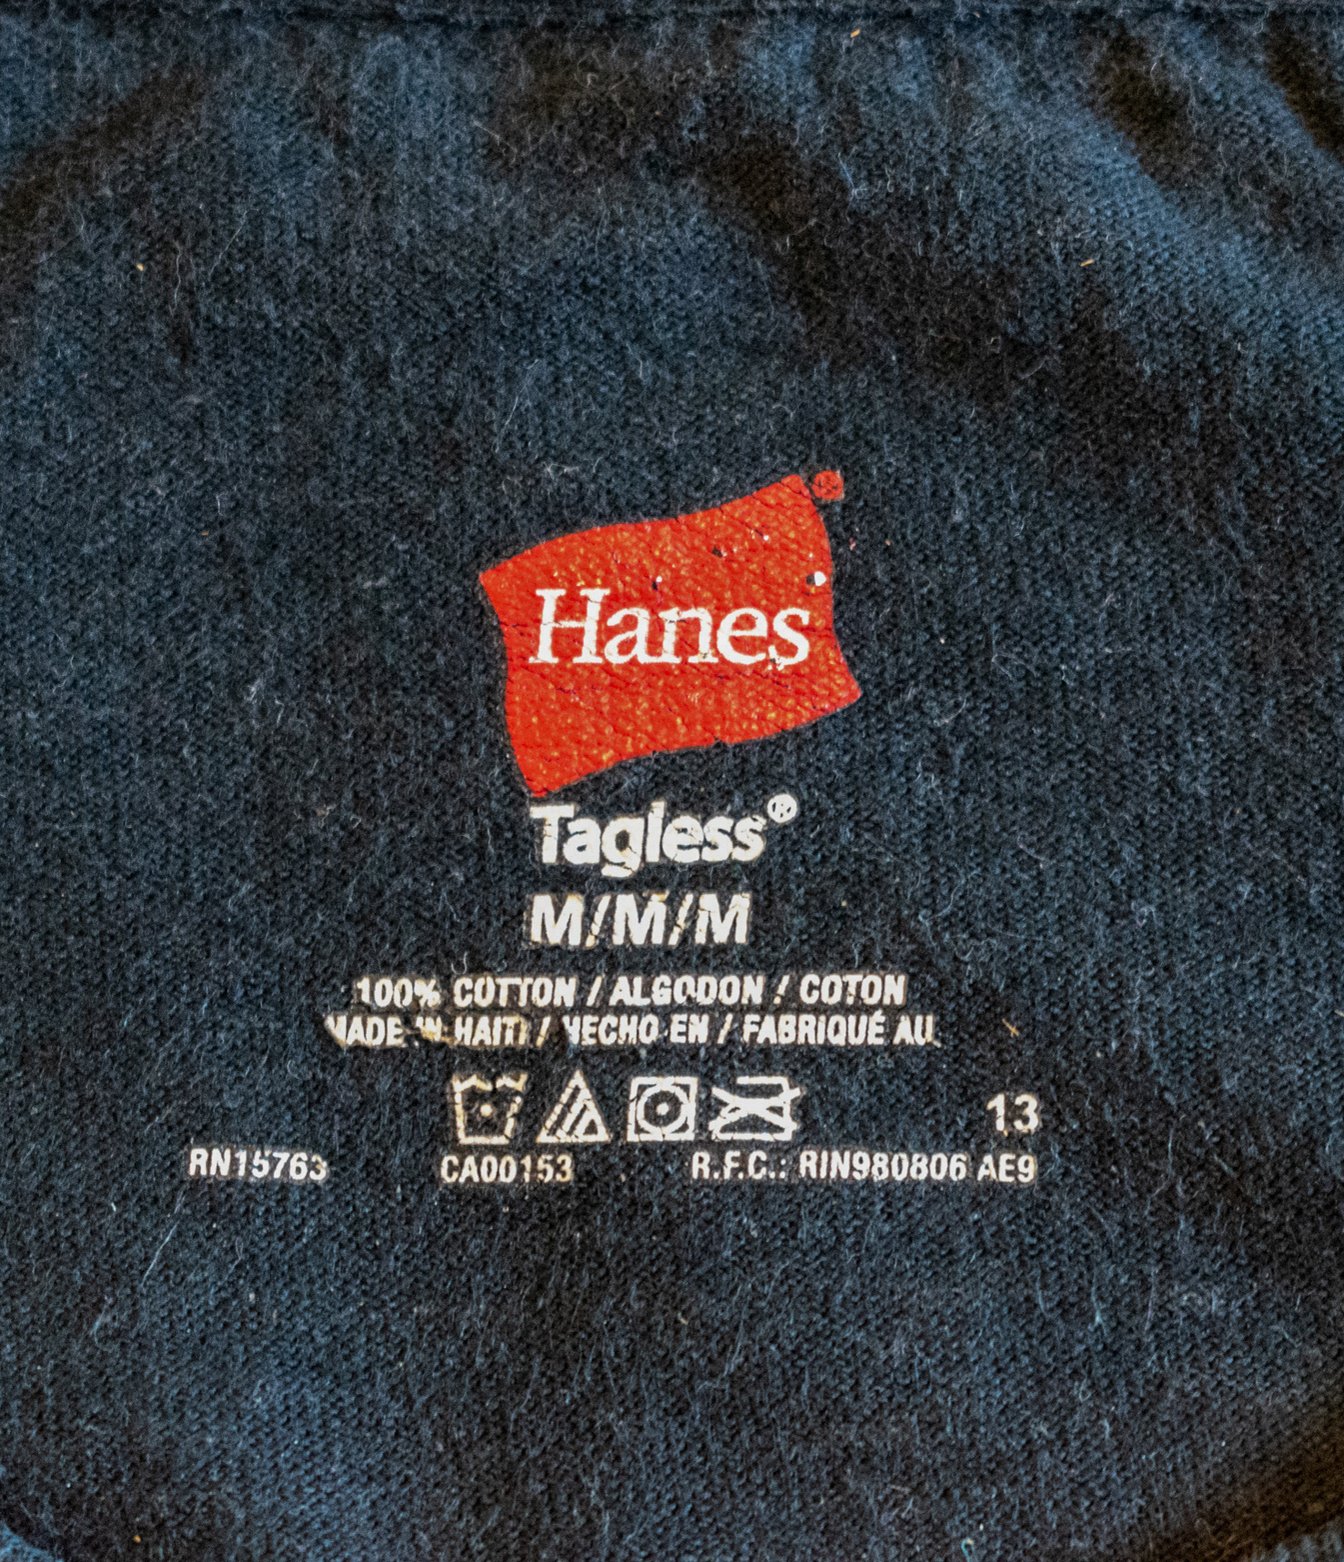 Hanes®
Tagless®
M/M/M
100% COTTON / ALGODON / COTON
MADE IN HAITI / HECHO EN / FABRIQUÉ AU
13
RN15763
CA00153
R.F.C.: RIN980806 AE9